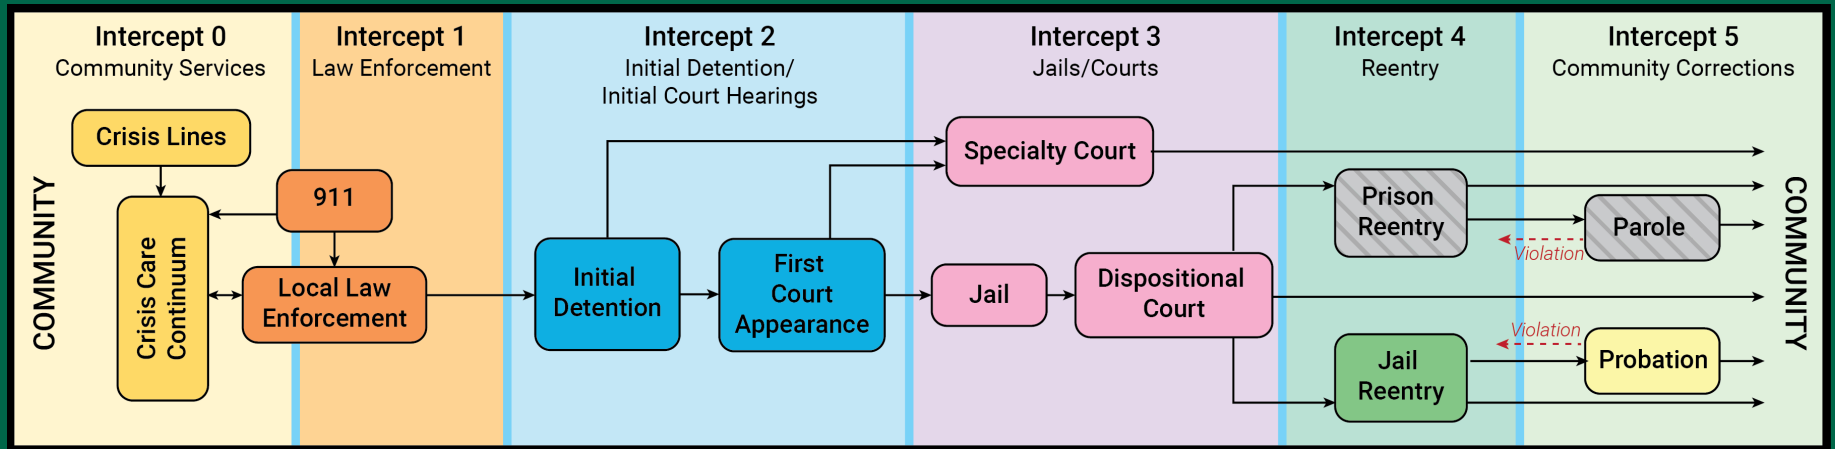 Intercept 0
Community Services
Intercept 1
Law Enforcement
Intercept 2
Initial Detention/
Initial Court Hearings
Intercept 3
Jails/Courts
Intercept 4
Reentry
Intercept 5
Community Corrections
COMMUNITY
Crisis Lines
Crisis Care
Continuum
911
Local Law
Enforcement
Initial
Detention
First
Court
Appearance
Specialty Court
Jail
Dispositional
Court
Prison
Reentry
Jail
Reentry
Parole
Violation
Violation
Probation
COMMUNITY